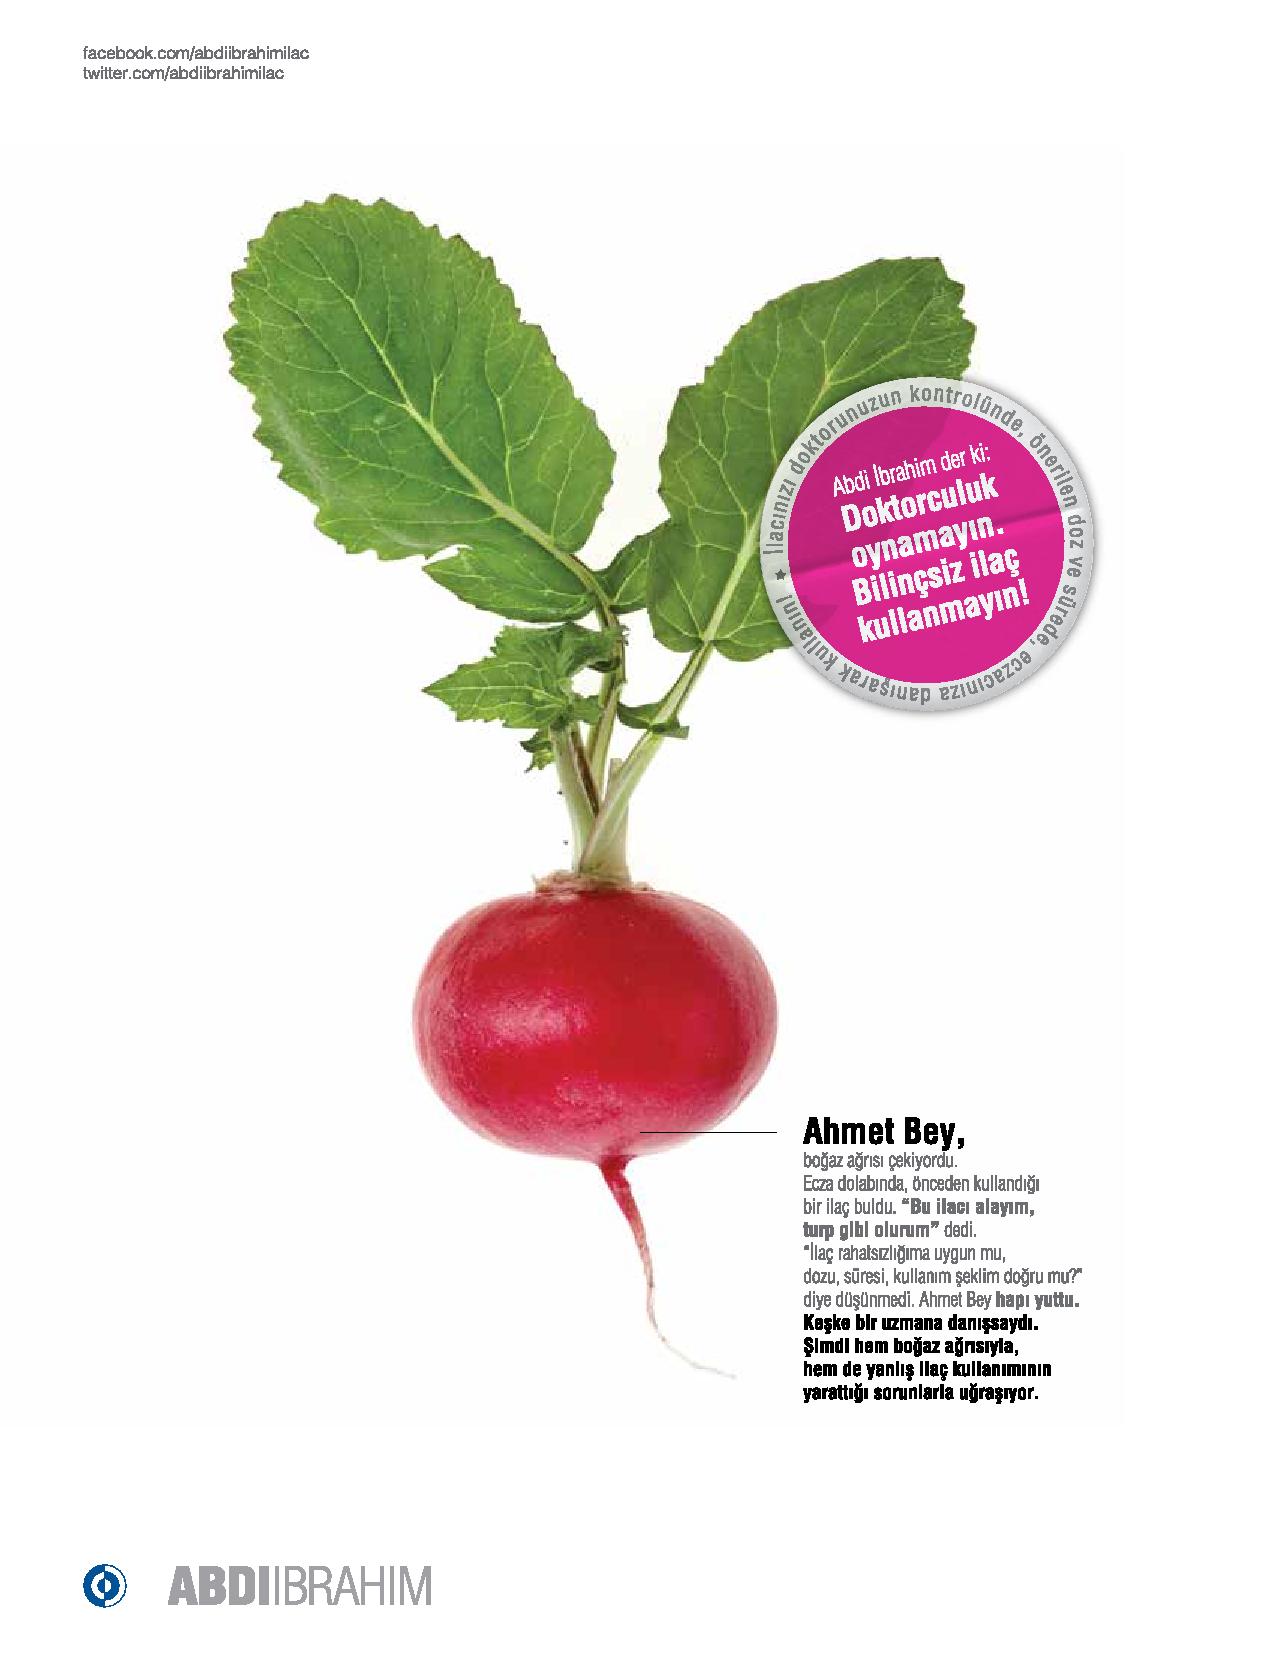 facebook.com/abdiibrahimilac
twitter.com/abdiibrahimilac
İlacınızı doktorunuzun kontrolünde, önerilen doz ve sürede, eczacınıza danışarak kullanın! ★
Abdi İbrahim der ki:
Doktorculuk
oynamayın.
Bilinçsiz ilaç
kullanmayın!
Ahmet Bey,
boğaz ağrısı çekiyordu.
Ecza dolabında, önceden kullandığı
bir ilaç buldu. “Bu ilacı alayım,
turp gibi olurum” dedi.
“İlaç rahatsızlığıma uygun mu,
dozu, süresi, kullanım şeklim doğru mu?”
diye düşünmedi. Ahmet Bey hapı yuttu.
Keşke bir uzmana danışsaydı.
Şimdi hem boğaz ağrısıyla,
hem de yanlış ilaç kullanımının
yarattığı sorunlarla uğraşıyor.
ABDIIBRAHIM